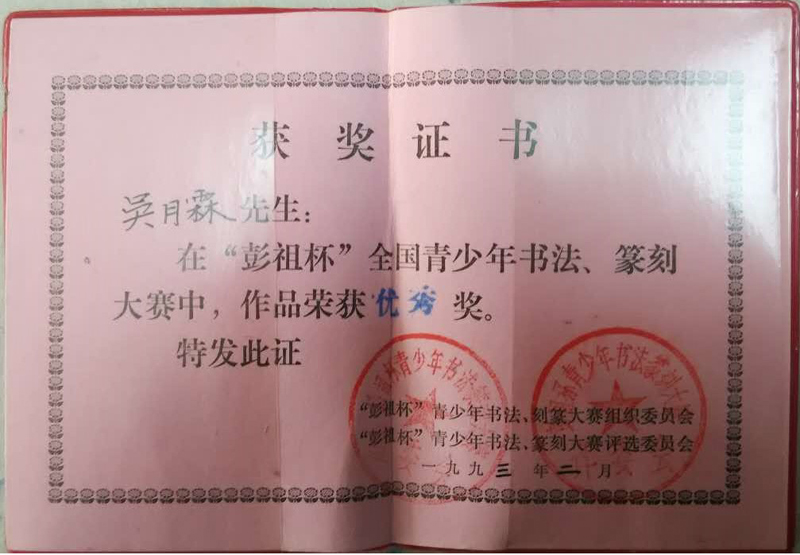 获奖证书
吴月霖先生：
在“彭祖杯”全国青少年书法、篆刻
大赛中，作品荣获优秀奖。
特发此证
“彭祖杯”青少年书法、刻篆大赛组织委员会
“彭祖杯”青少年书法、篆刻大赛评选委员会
一九九三年二月